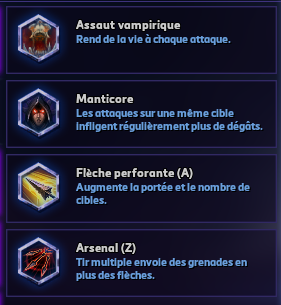 Assaut vampirique
Rend de la vie à chaque attaque.
Manticore
Les attaques sur une même cible
infligent régulièrement plus de dégâts.
Flèche perforante (A)
Augmente la portée et le nombre de
cibles.
Arsenal (Z)
Tir multiple envoie des grenades en
plus des flèches.